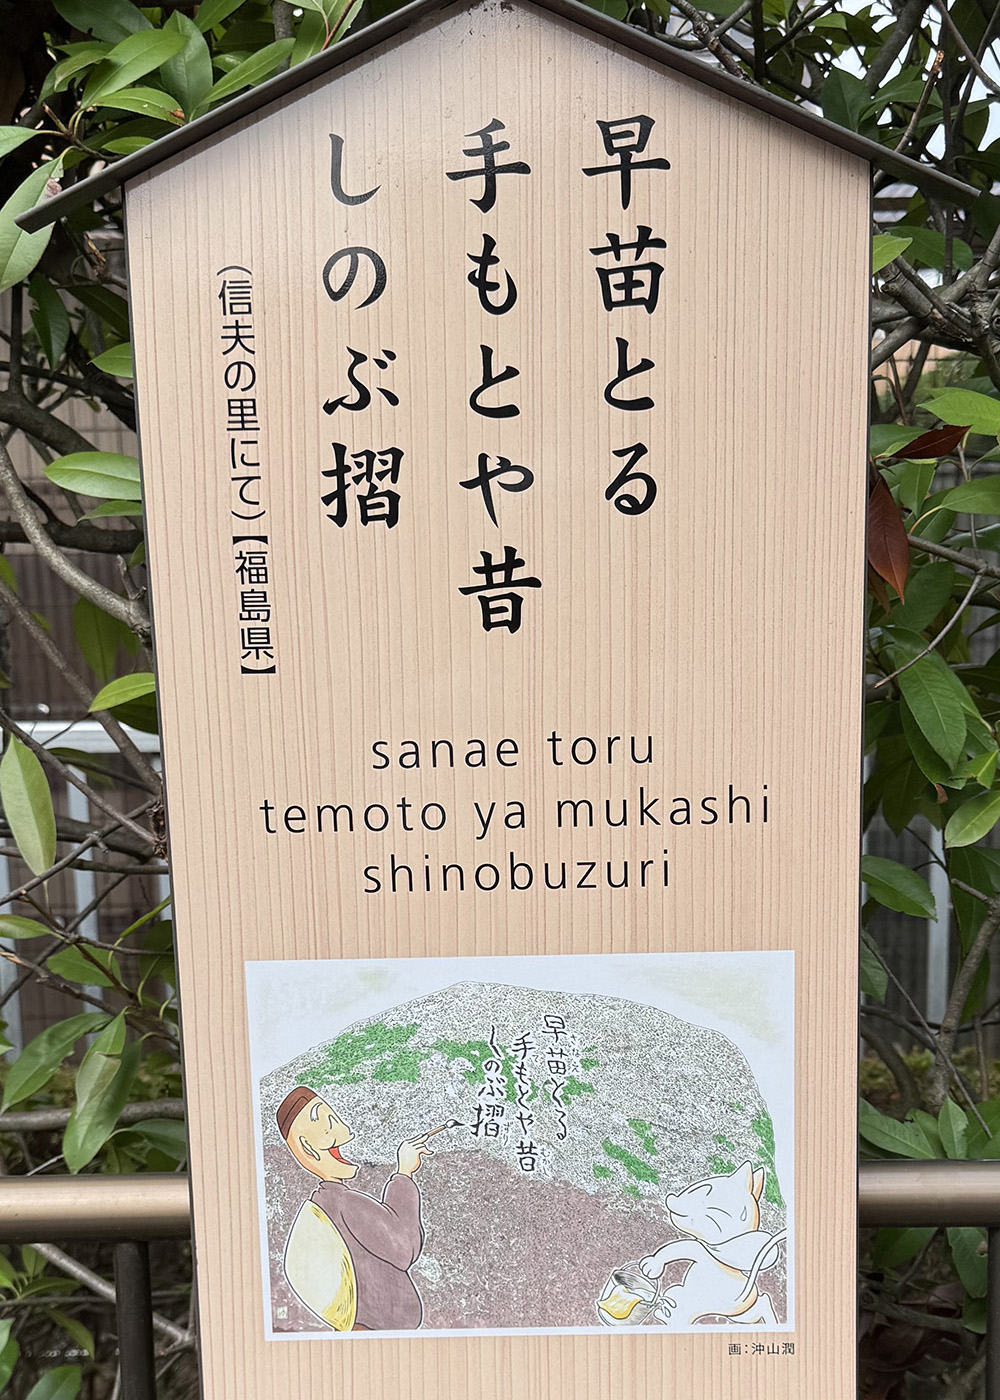 早苗とる
手もとや昔
しのぶ摺
（信夫の里にて）【福島県】
sanae toru
temoto ya mukashi
shinobuzuri
早苗とる
手もとや昔
しのぶ摺
画：沖山潤